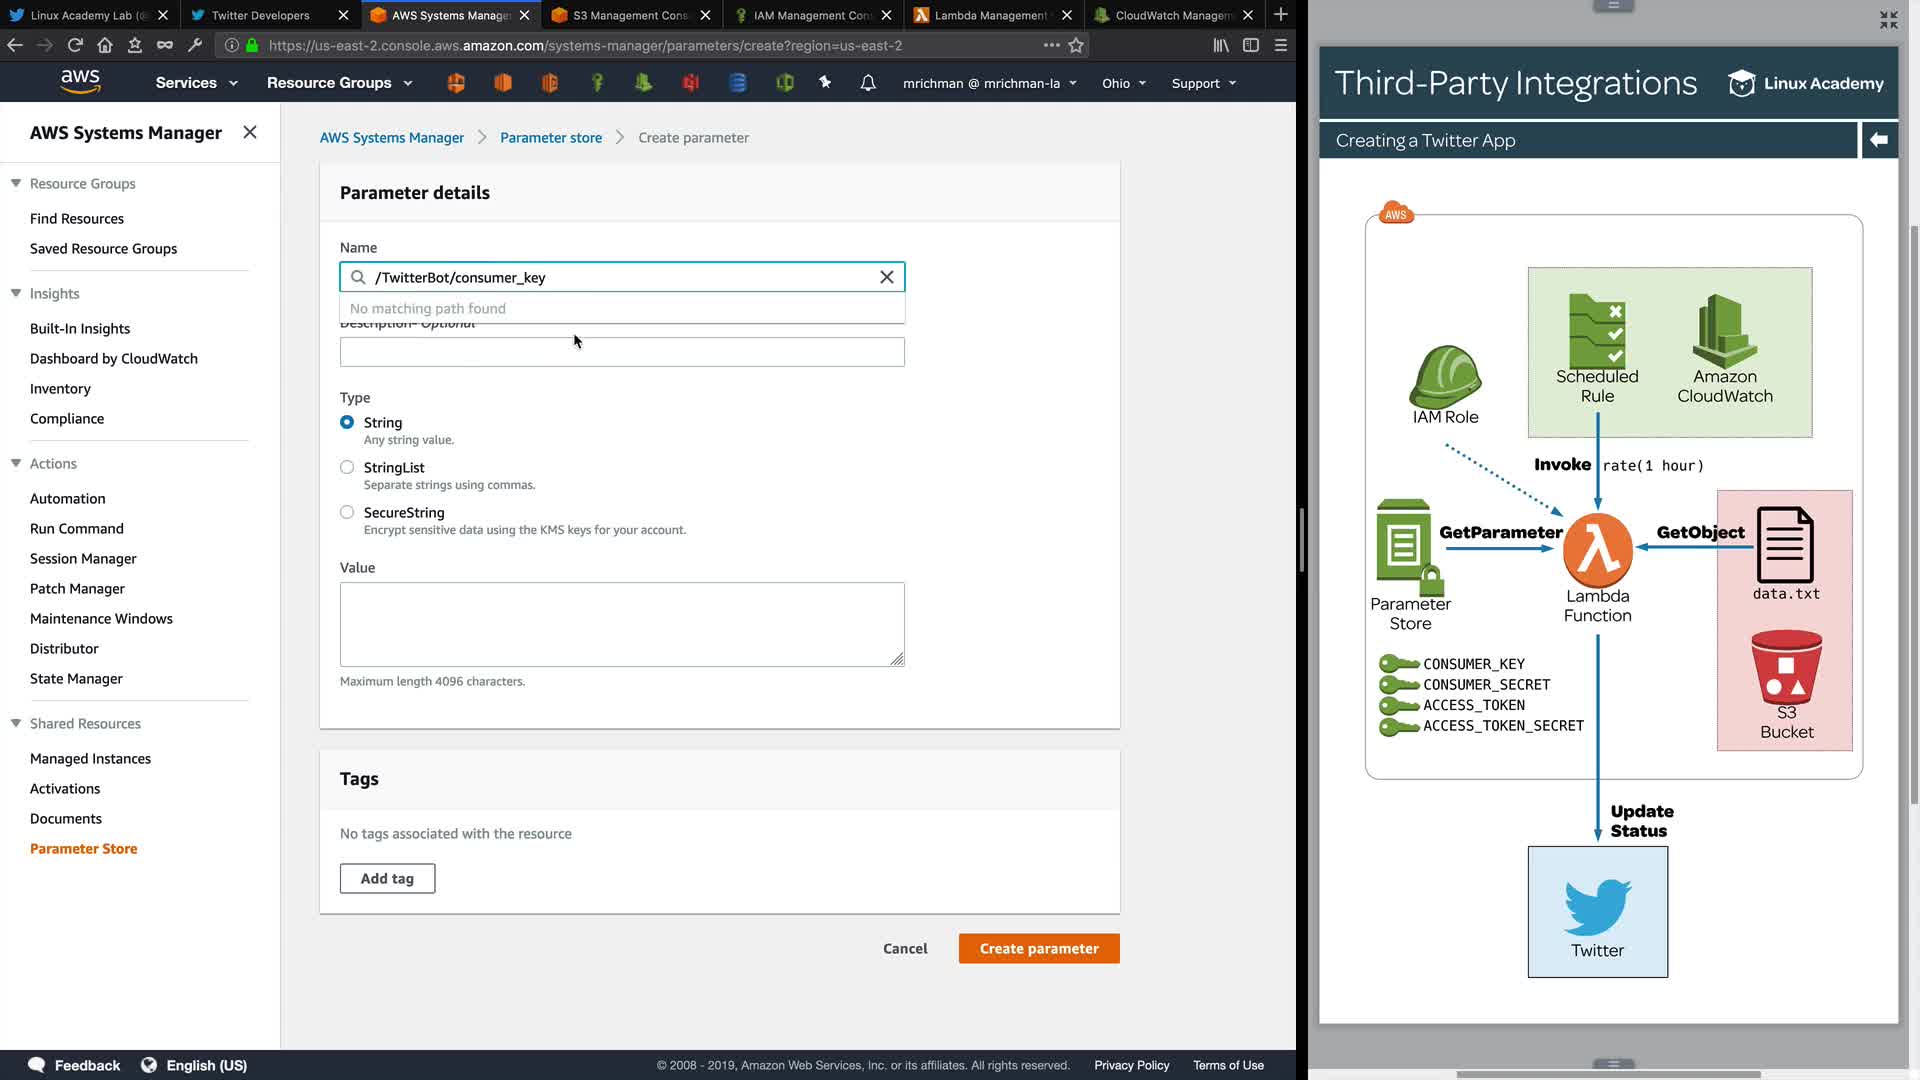 Linux Academy Lab (@
Twitter Developers
AWS Systems Manage
S3 Management Con
IAM Management Con
Lambda Management
CloudWatch Managem
https://us-east-2.console.aws.amazon.com/systems-manager/parameters/create?region=us-east-2
aws
Services
Resource Groups
mrichman @ mrichman-la
Ohio
Support
AWS Systems Manager
Resource Groups
Find Resources
Saved Resource Groups
Insights
Built-In Insights
Dashboard by CloudWatch
Inventory
Compliance
Actions
Automation
Run Command
Session Manager
Patch Manager
Maintenance Windows
Distributor
State Manager
Shared Resources
Managed Instances
Activations
Documents
Parameter Store
AWS Systems Manager > Parameter store > Create parameter
Parameter details
Name
/TwitterBot/consumer_key
No matching path found
Description- Optional
Type
String
Any string value.
StringList
Separate strings using commas.
SecureString
Encrypt sensitive data using the KMS keys for your account.
Value
Maximum length 4096 characters.
Tags
No tags associated with the resource
Add tag
Cancel
Create parameter
Feedback
English (US)
© 2008 - 2019, Amazon Web Services, Inc. or its affiliates. All rights reserved.
Privacy Policy
Terms of Use
Third-Party Integrations
Linux Academy
Creating a Twitter App
AWS
Scheduled
Rule
Amazon
CloudWatch
IAM Role
Invoke
rate(1 hour)
GetParameter
GetObject
data.txt
Parameter
Store
Lambda
Function
CONSUMER_KEY
CONSUMER_SECRET
ACCESS_TOKEN
ACCESS_TOKEN_SECRET
S3
Bucket
Update
Status
Twitter